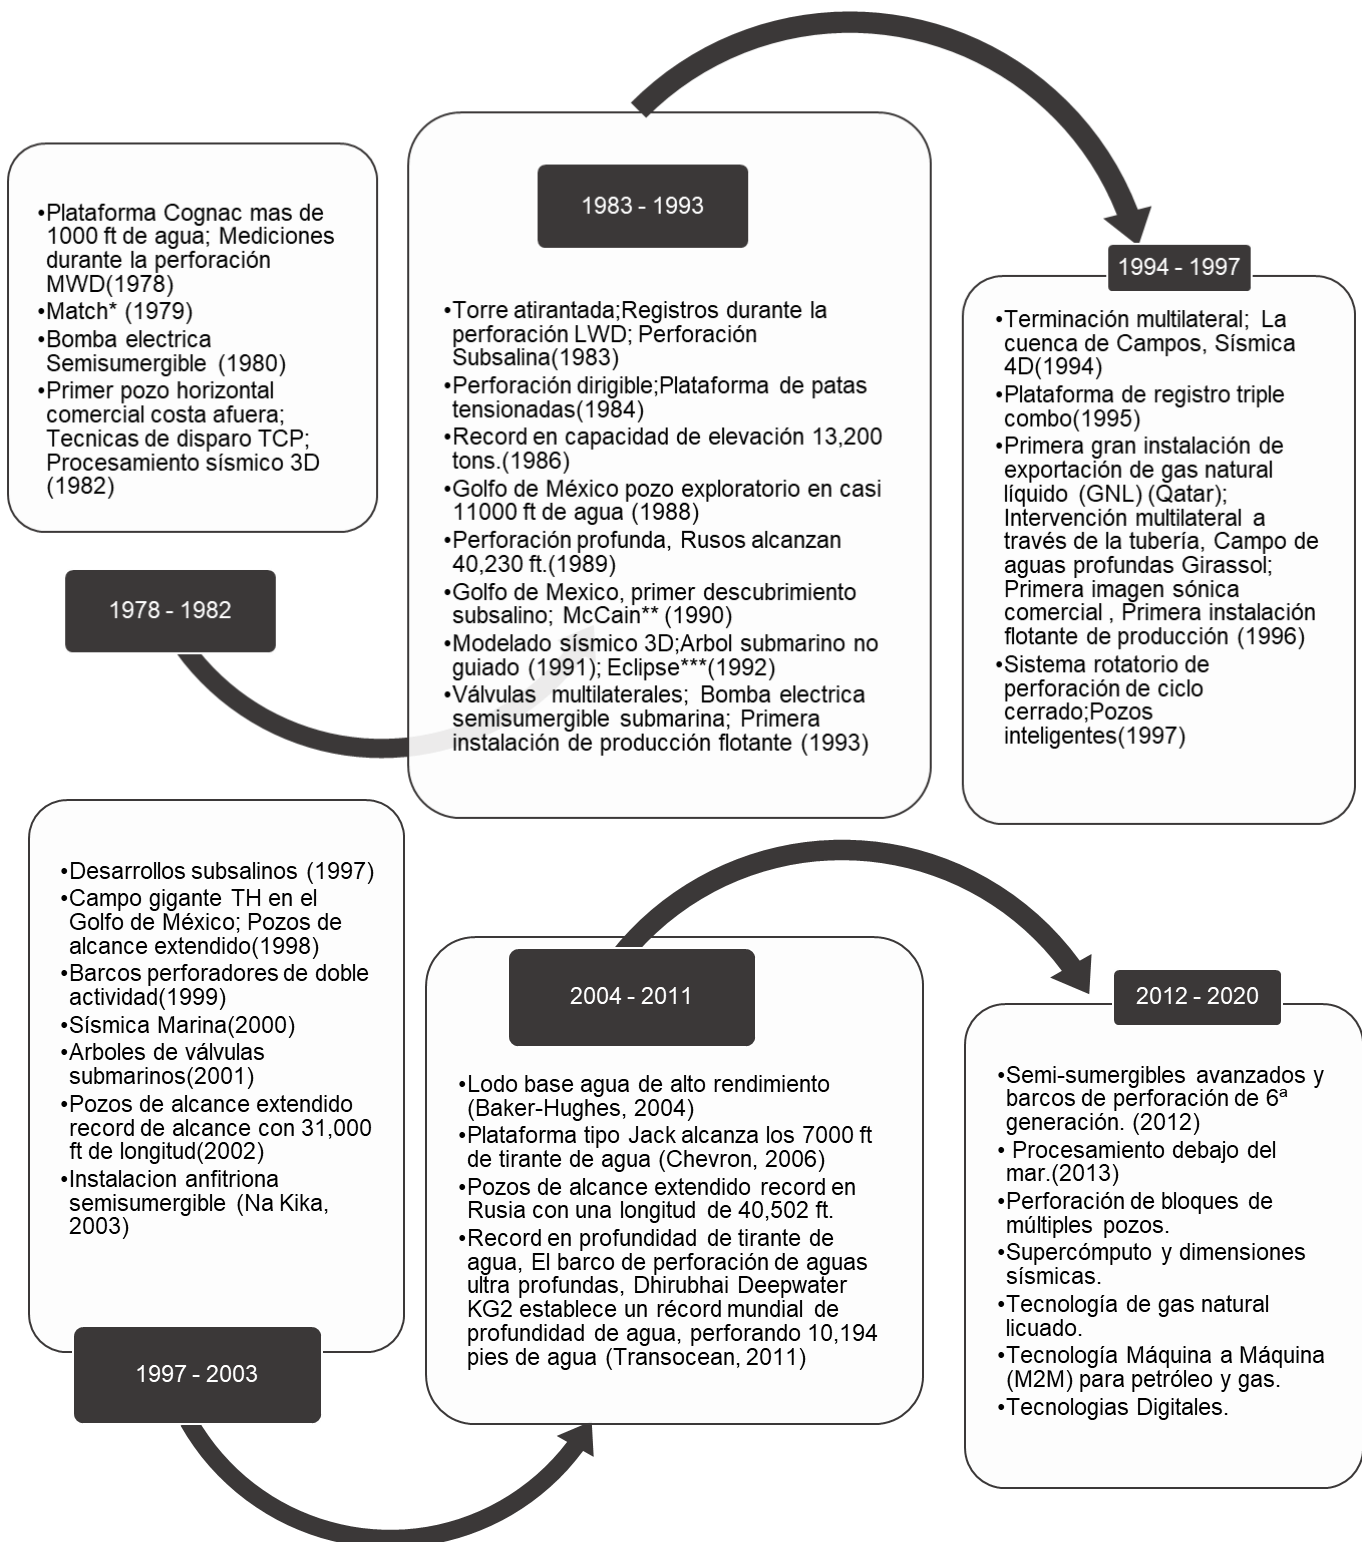 •Plataforma Cognac mas de
1000 ft de agua; Mediciones
durante la perforación
MWD(1978)
•Match* (1979)
•Bomba electrica
Semisumergible (1980)
•Primer pozo horizontal
comercial costa afuera;
Tecnicas de disparo TCP;
Procesamiento sísmico 3D
(1982)
1978 - 1982
1983 - 1993
•Torre atirantada;Registros durante la
perforación LWD; Perforación
Subsalina(1983)
•Perforación dirigible;Plataforma de patas
tensionadas(1984)
•Record en capacidad de elevación 13,200
tons.(1986)
•Golfo de México pozo exploratorio en casi
11000 ft de agua (1988)
•Perforación profunda, Rusos alcanzan
40,230 ft.(1989)
•Golfo de Mexico, primer descubrimiento
subsalino; McCain** (1990)
•Modelado sísmico 3D;Arbol submarino no
guiado (1991); Eclipse***(1992)
•Válvulas multilaterales; Bomba electrica
semisumergible submarina; Primera
instalación de producción flotante (1993)
1994 - 1997
•Terminación multilateral; La
cuenca de Campos, Sísmica
4D(1994)
•Plataforma de registro triple
combo(1995)
•Primera gran instalación de
exportación de gas natural
líquido (GNL) (Qatar);
Intervención multilateral a
través de la tubería, Campo de
aguas profundas Girassol;
Primera imagen sónica
comercial , Primera instalación
flotante de producción (1996)
•Sistema rotatorio de
perforación de ciclo
cerrado;Pozos
inteligentes(1997)
•Desarrollos subsalinos (1997)
•Campo gigante TH en el
Golfo de México; Pozos de
alcance extendido(1998)
•Barcos perforadores de doble
actividad(1999)
•Sísmica Marina(2000)
•Arboles de válvulas
submarinos(2001)
•Pozos de alcance extendido
record de alcance con 31,000
ft de longitud(2002)
•Instalacion anfitriona
semisumergible (Na Kika,
2003)
1997 - 2003
2004 - 2011
•Lodo base agua de alto rendimiento
(Baker-Hughes, 2004)
•Plataforma tipo Jack alcanza los 7000 ft
de tirante de agua (Chevron, 2006)
•Pozos de alcance extendido record en
Rusia con una longitud de 40,502 ft.
•Record en profundidad de tirante de
agua, El barco de perforación de aguas
ultra profundas, Dhirubhai Deepwater
KG2 establece un récord mundial de
profundidad de agua, perforando 10,194
pies de agua (Transocean, 2011)
2012 - 2020
•Semi-sumergibles avanzados y
barcos de perforación de 6ª
generación. (2012)
• Procesamiento debajo del
mar.(2013)
•Perforación de bloques de
múltiples pozos.
•Supercómputo y dimensiones
sísmicas.
•Tecnología de gas natural
licuado.
•Tecnología Máquina a Máquina
(M2M) para petróleo y gas.
•Tecnologias Digitales.